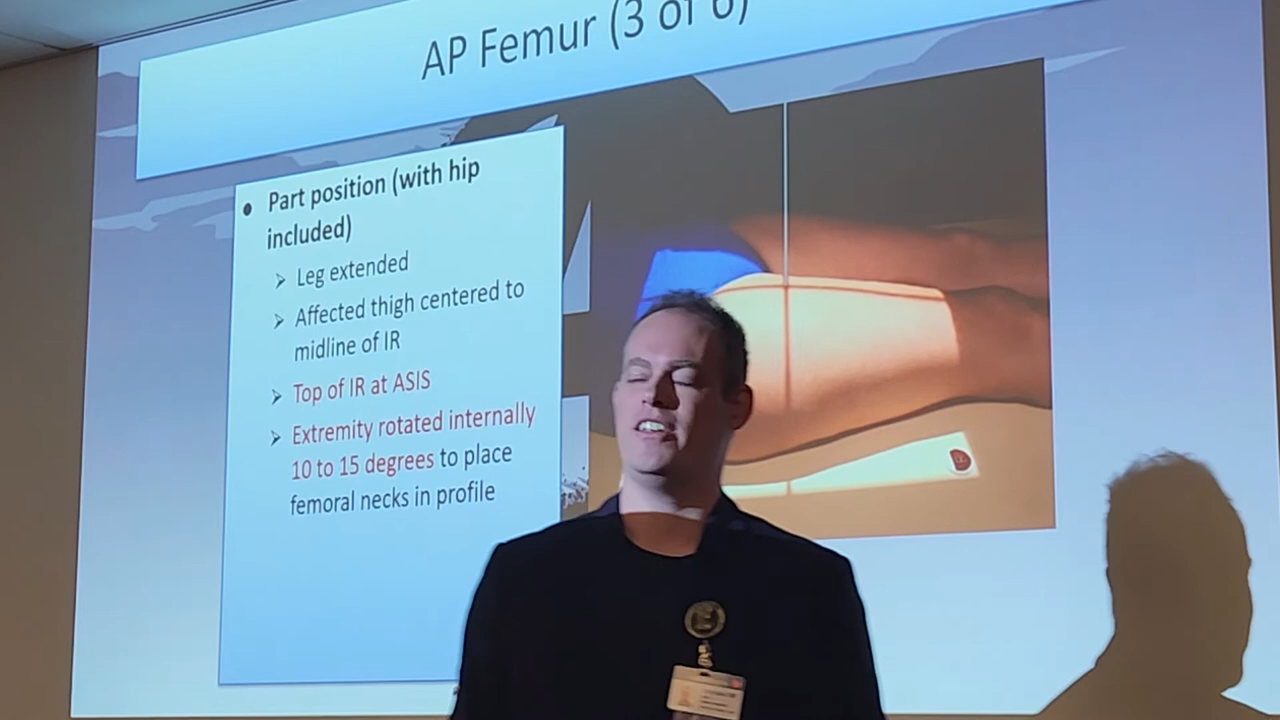 AP Femur (3 of 6)
Part position (with hip
included)
Leg extended
Affected thigh centered to
midline of IR
Top of IR at ASIS
Extremity rotated internally
10 to 15 degrees to place
femoral necks in profile